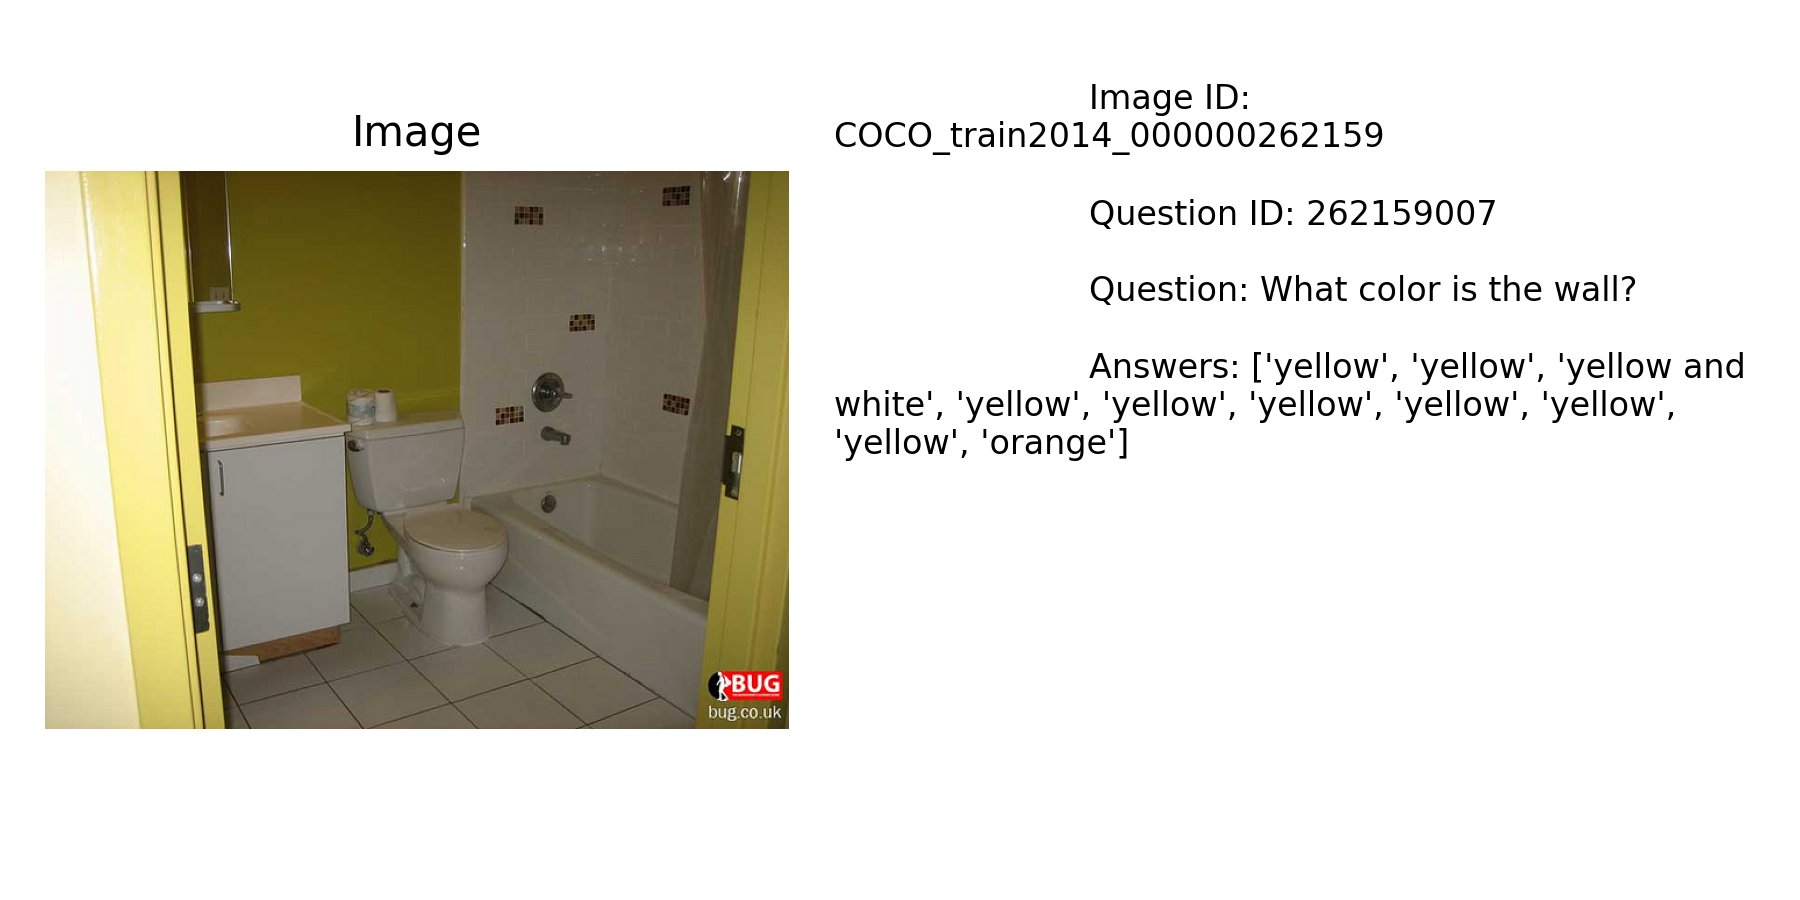 Image
Image ID:
COCO_train2014_000000262159
Question ID: 262159007
Question: What color is the wall?
Answers: ['yellow', 'yellow', 'yellow and
white', 'yellow', 'yellow', 'yellow', 'yellow', 'yellow',
'yellow', 'orange']
BUG
bug.co.uk